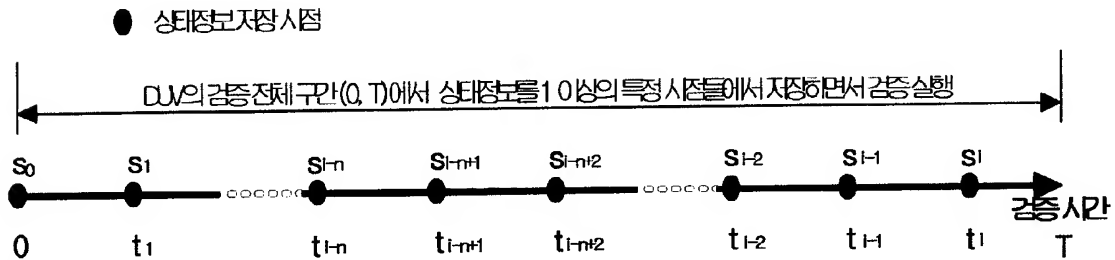 ● 상태정보 저장 시점
DUV의 검증 전체 구간(0, T)에서 상태정보를 1 이상의 특정 시점들에서 저장하면서 검증 실행
S0 S1 Si-n Si-n+1 Si-n+2 Si-2 Si-1 Si
검증 시간
0 t1 ti-n ti-n+1 ti-n+2 ti-2 ti-1 ti T